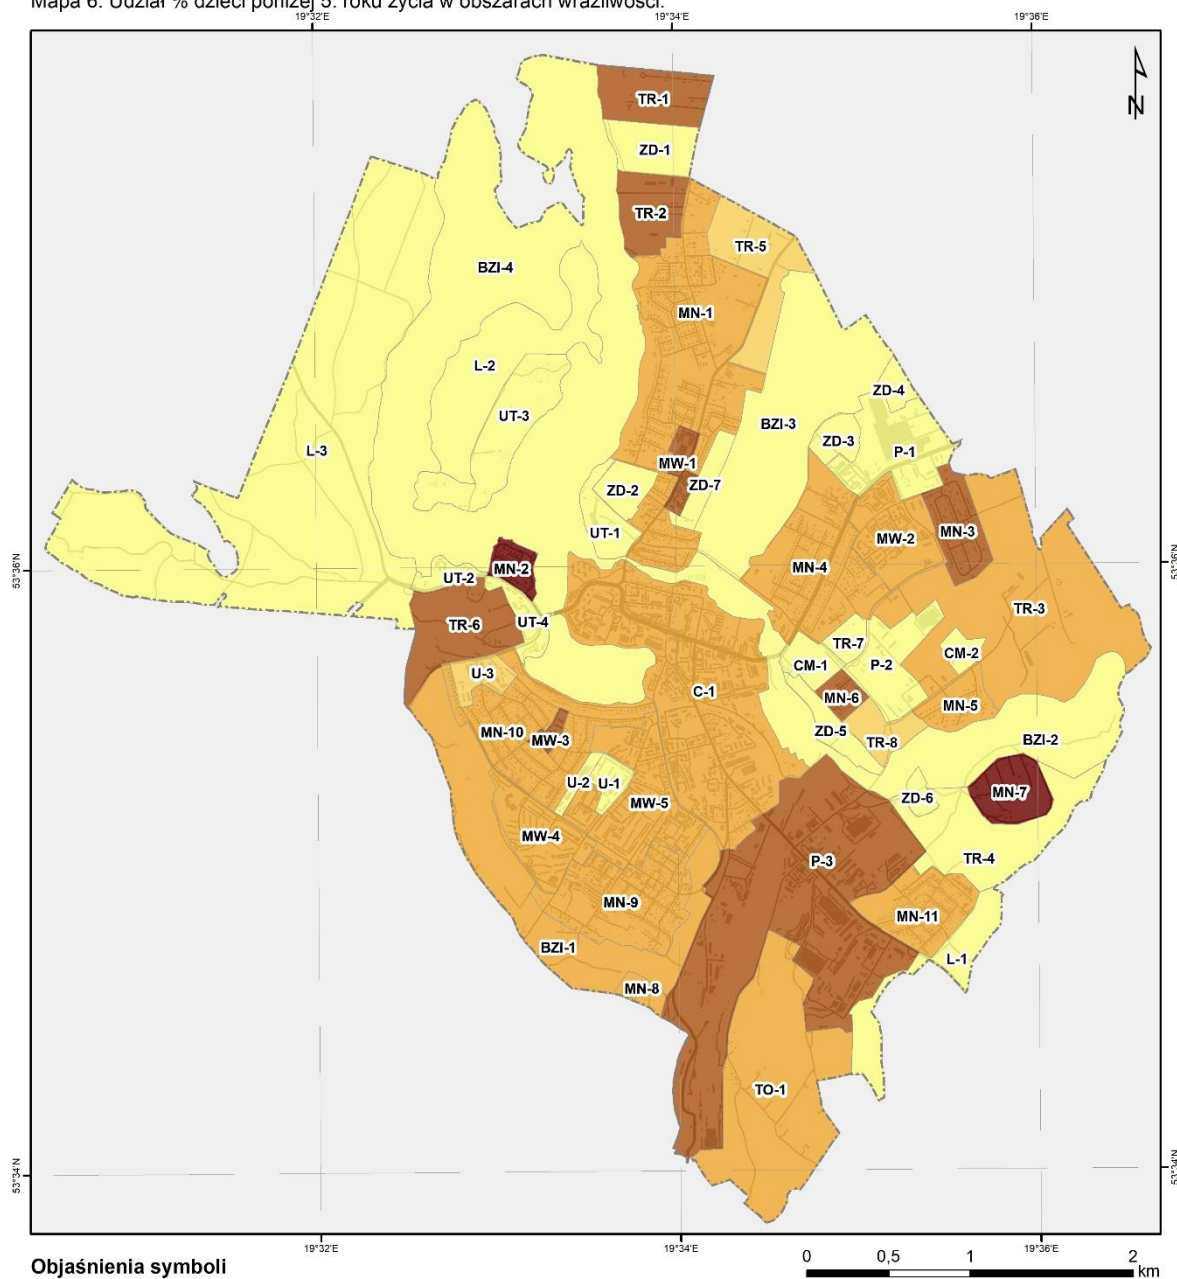 Mapa 6. Udział % dzieci poniżej 5. roku życia w obszarach wrażliwości.
19°32'E 19°34'E 19°36'E
N
TR-1
ZD-1
TR-2
TR-5
BZI-4
MN-1
L-2
ZD-4
UT-3
BZI-3
ZD-3
L-3
P-1
MW-1
ZD-7
ZD-2
UT-1
MN-3
MW-2
53°36'N
MN-2
MN-4
53°36'N
UT-2
TR-3
UT-4
TR-6
TR-7
CM-2
CM-1
P-2
U-3
C-1
MN-6
MN-5
MN-10
ZD-5
MW-3
TR-8
BZI-2
U-2
U-1
MN-7
ZD-6
MW-5
MW-4
P-3
TR-4
MN-9
MN-11
BZI-1
L-1
MN-8
TO-1
53°34'N
53°34'N
19°32'E 19°34'E 19°36'E
Objaśnienia symboli
0 0,5 1 2
km